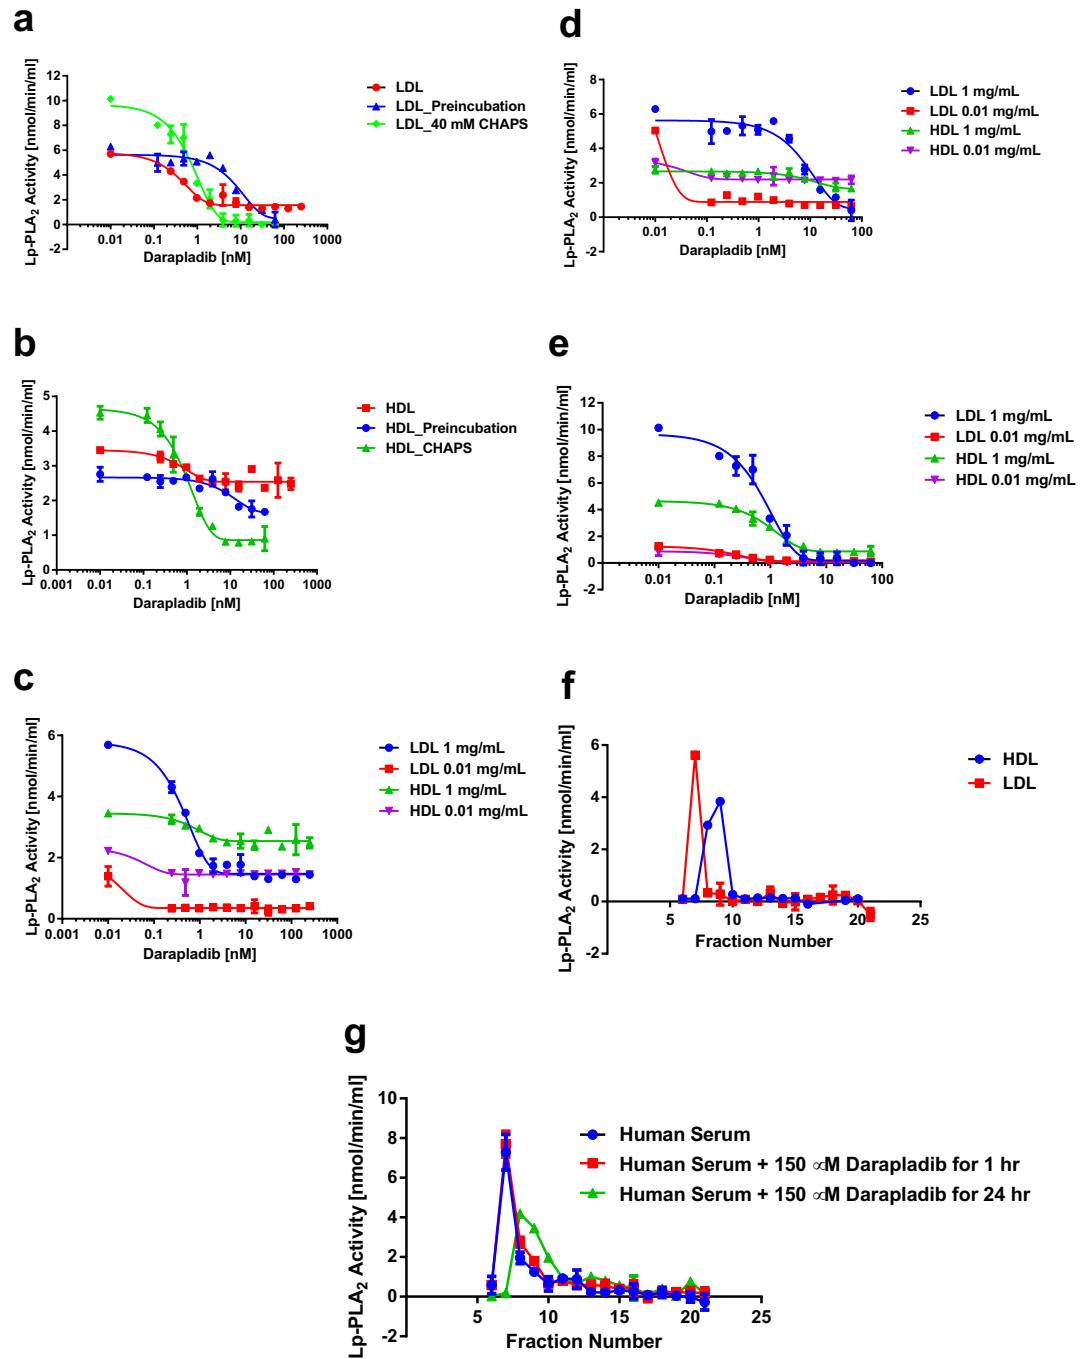 a
Lp-PLA2 Activity [nmol/min/ml]
12
10
8
6
4
2
0
-2
0.01 0.1 1 10 100 1000
Darapladib [nM]
LDL
LDL_Preincubation
LDL_40 mM CHAPS
d
Lp-PLA2 Activity [nmol/min/ml]
8
6
4
2
0
-2
0.01 0.1 1 10 100
Darapladib [nM]
LDL 1 mg/mL
LDL 0.01 mg/mL
HDL 1 mg/mL
HDL 0.01 mg/mL
b
Lp-PLA2 Activity [nmol/min/ml]
5
4
3
2
1
0
0.001 0.01 0.1 1 10 100 1000
Darapladib [nM]
HDL
HDL_Preincubation
HDL_CHAPS
e
Lp-PLA2 Activity [nmol/min/ml]
12
10
8
6
4
2
0
-2
0.01 0.1 1 10 100
Darapladib [nM]
LDL 1 mg/mL
LDL 0.01 mg/mL
HDL 1 mg/mL
HDL 0.01 mg/mL
c
Lp-PLA2 Activity [nmol/min/ml]
6
4
2
0
0.001 0.01 0.1 1 10 100 1000
Darapladib [nM]
LDL 1 mg/mL
LDL 0.01 mg/mL
HDL 1 mg/mL
HDL 0.01 mg/mL
f
Lp-PLA2 Activity [nmol/min/ml]
6
4
2
0
-2
5 10 15 20 25
Fraction Number
HDL
LDL
g
Lp-PLA2 Activity [nmol/min/ml]
10
8
6
4
2
0
-2
5 10 15 20 25
Fraction Number
Human Serum
Human Serum + 150 ∝M Darapladib for 1 hr
Human Serum + 150 ∝M Darapladib for 24 hr